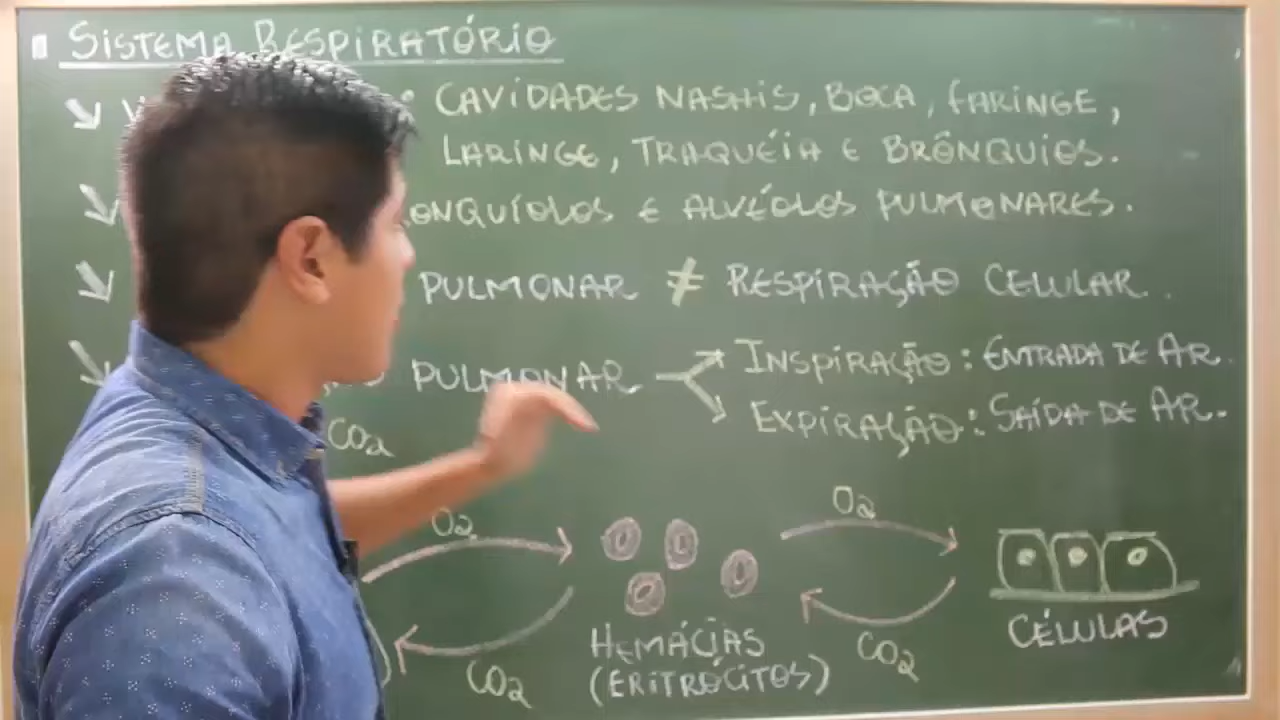 SISTEMA RESPIRATÓRIO
: CAVIDADES NASAIS, BOCA, FARINGE,
LARINGE, TRAQUÉIA E BRÔNQUIOS.
ONQUÍOLOS E ALVÉOLOS PULMONARES.
PULMONAR ≠ RESPIRAÇÃO CELULAR.
PULMONAR
INSPIRAÇÃO: ENTRADA DE AR.
EXPIRAÇÃO: SAÍDA DE AR.
CO2
O2
O2
CO2
HEMÁCIAS
(ERITRÓCITOS)
CO2
CÉLULAS